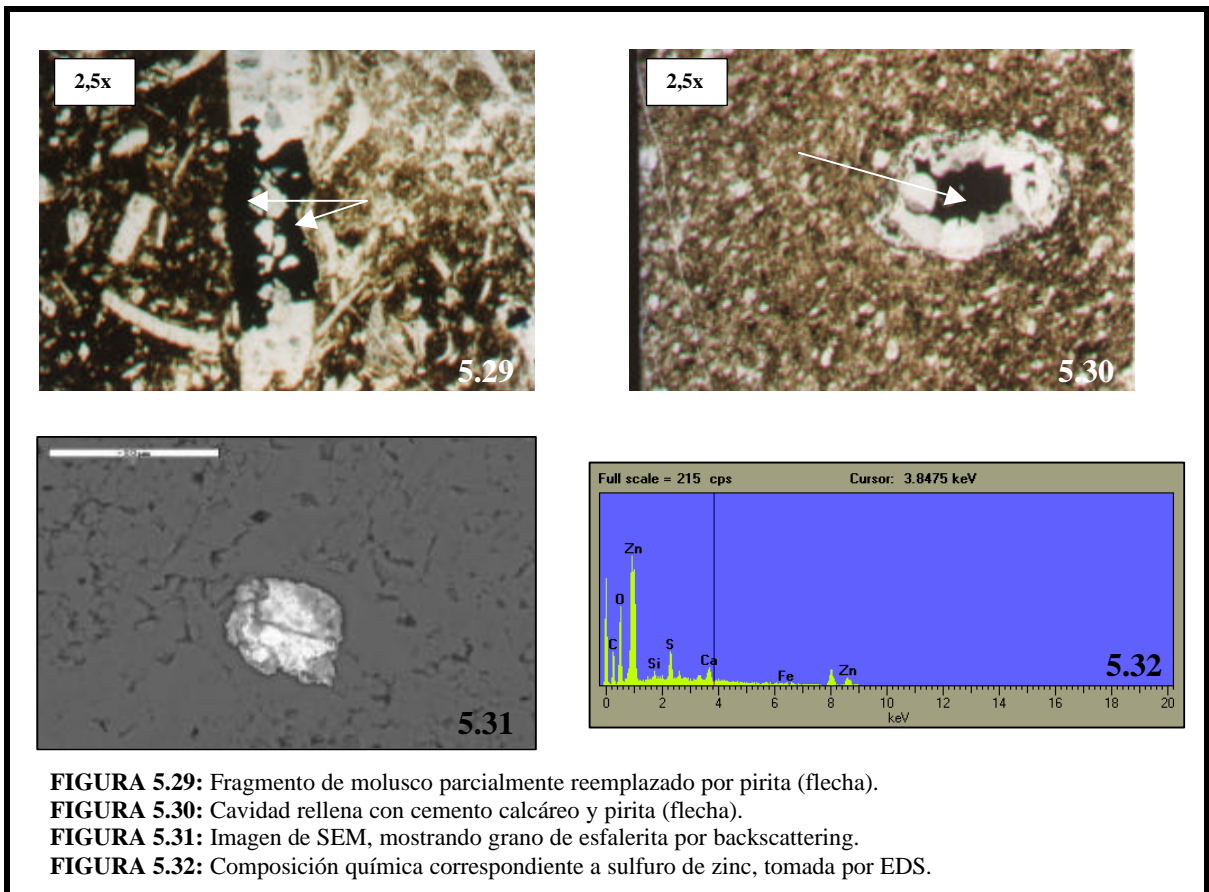 2,5x
5.29
2,5x
5.30
5.31
Full scale = 215 cps Cursor: 3.8475 keV
Zn
O
C
Si
S
Ca
Fe
Zn
5.32
0 2 4 6 8 10 12 14 16 18 20
keV
FIGURA 5.29: Fragmento de molusco parcialmente reemplazado por pirita (flecha).
FIGURA 5.30: Cavidad rellena con cemento calcáreo y pirita (flecha).
FIGURA 5.31: Imagen de SEM, mostrando grano de esfalerita por backscattering.
FIGURA 5.32: Composición química correspondiente a sulfuro de zinc, tomada por EDS.